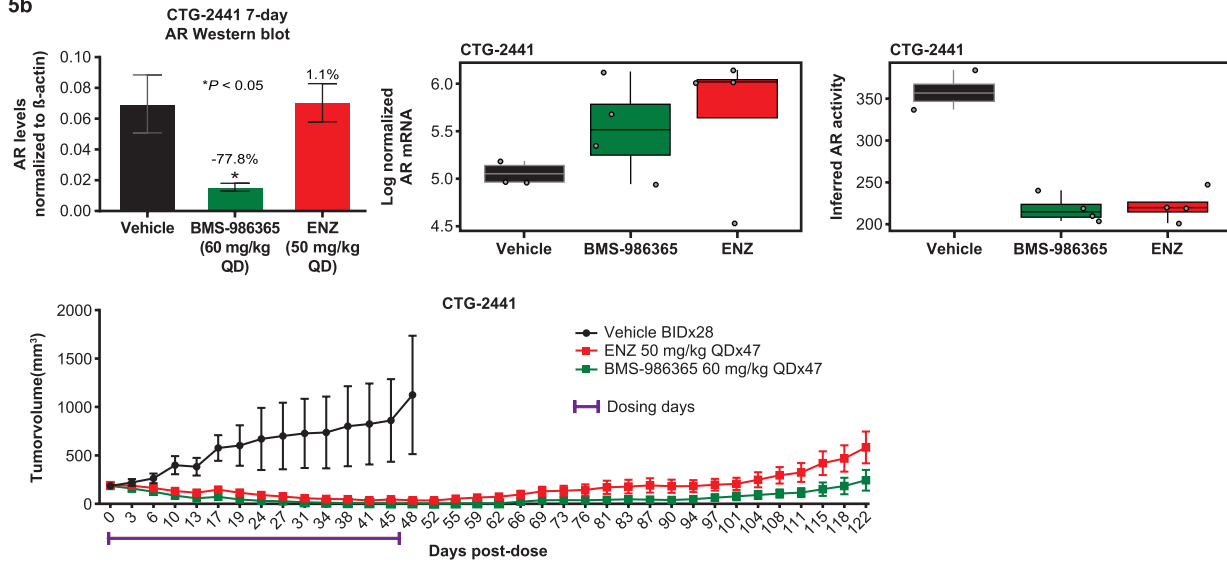 5b
CTG-2441 7-day
AR Western blot
AR levels
normalized to ß-actin)
0.10
0.08
0.06
0.04
0.02
0.00
*P < 0.05
1.1%
-77.8%
*
Vehicle
BMS-986365
(60 mg/kg
QD)
ENZ
(50 mg/kg
QD)
CTG-2441
Log normalized
AR mRNA
6.0
5.5
5.0
4.5
Vehicle
BMS-986365
ENZ
CTG-2441
Inferred AR activity
350
300
250
200
Vehicle
BMS-986365
ENZ
CTG-2441
Tumorvolume(mm³)
2000
1500
1000
500
0
Vehicle BIDx28
ENZ 50 mg/kg QDx47
BMS-986365 60 mg/kg QDx47
Dosing days
0 3 6 10 13 17 19 24 27 31 34 38 41 45 48 52 55 59 62 66 69 73 76 81 83 87 90 94 97 101 104 108 111 115 118 122
Days post-dose